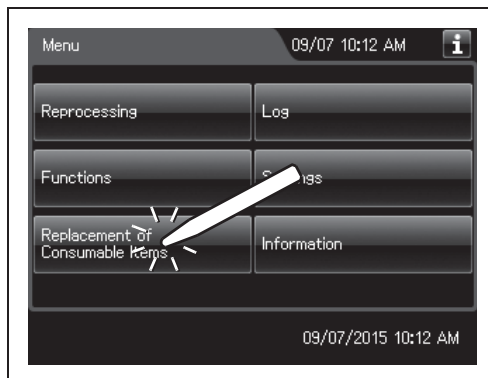 Menu
09/07 10:12 AM
i
Reprocessing
Log
Functions
Replacement of
Consumable Items
Information
09/07/2015 10:12 AM